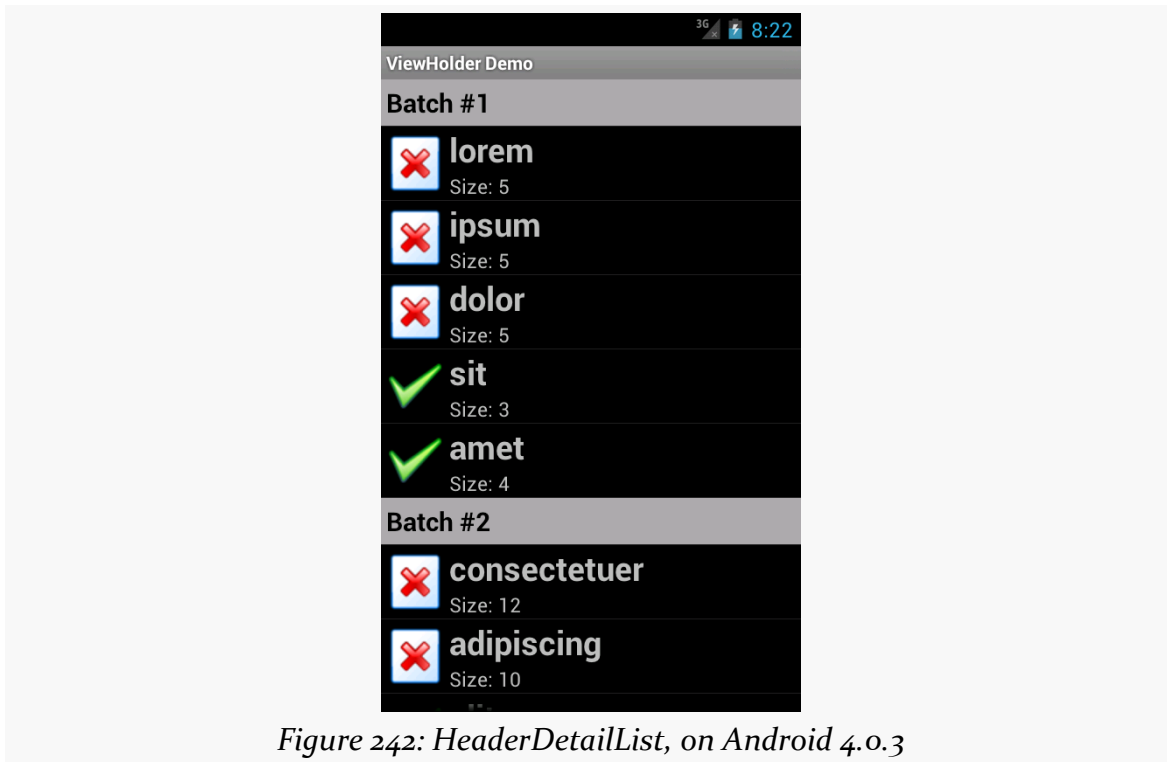 3G 8:22
ViewHolder Demo
Batch #1
lorem
Size: 5
ipsum
Size: 5
dolor
Size: 5
sit
Size: 3
amet
Size: 4
Batch #2
consectetuer
Size: 12
adipiscing
Size: 10
Figure 242: HeaderDetailList, on Android 4.0.3